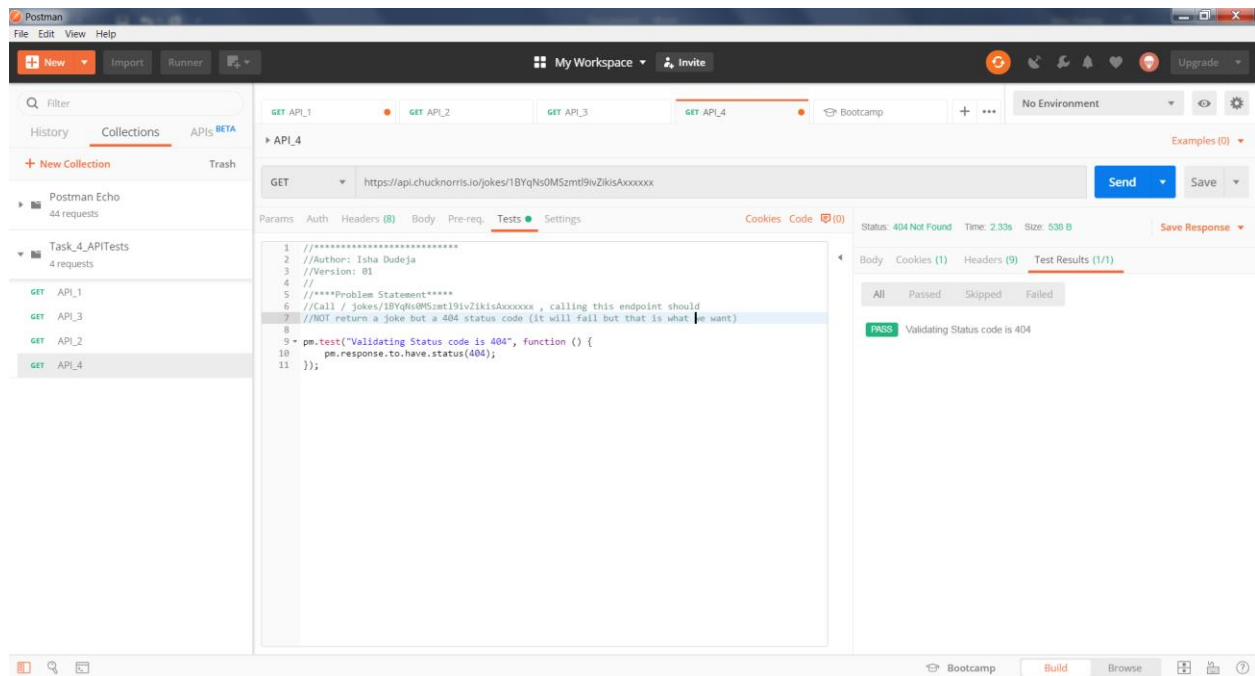 Postman
File Edit View Help
New Import Runner My Workspace Invite Upgrade
Filter
History Collections APIs BETA
+ New Collection Trash
Postman Echo
44 requests
Task_4_APITests
4 requests
GET API_1
GET API_3
GET API_2
GET API_4
GET API_1 GET API_2 GET API_3 GET API_4 Bootcamp + ••• No Environment
API_4 Examples (0)
GET https://api.chucknorris.io/jokes/1BYqNs0MSzmtl9ivZikisAxxxxxx Send Save
Params Auth Headers (8) Body Pre-req. Tests Settings Cookies Code (0)
1 //***************************
2 //Author: Isha Dudeja
3 //Version: 01
4 //
5 //****Problem Statement*****
6 //Call / jokes/1BYqNs0MSzmtl9ivZikisAxxxxxx , calling this endpoint should
7 //NOT return a joke but a 404 status code (it will fail but that is what we want)
8
9 pm.test("Validating Status code is 404", function () {
10 pm.response.to.have.status(404);
11 });
Status: 404 Not Found Time: 2.33s Size: 538 B Save Response
Body Cookies (1) Headers (9) Test Results (1/1)
All Passed Skipped Failed
PASS Validating Status code is 404
Bootcamp Build Browse